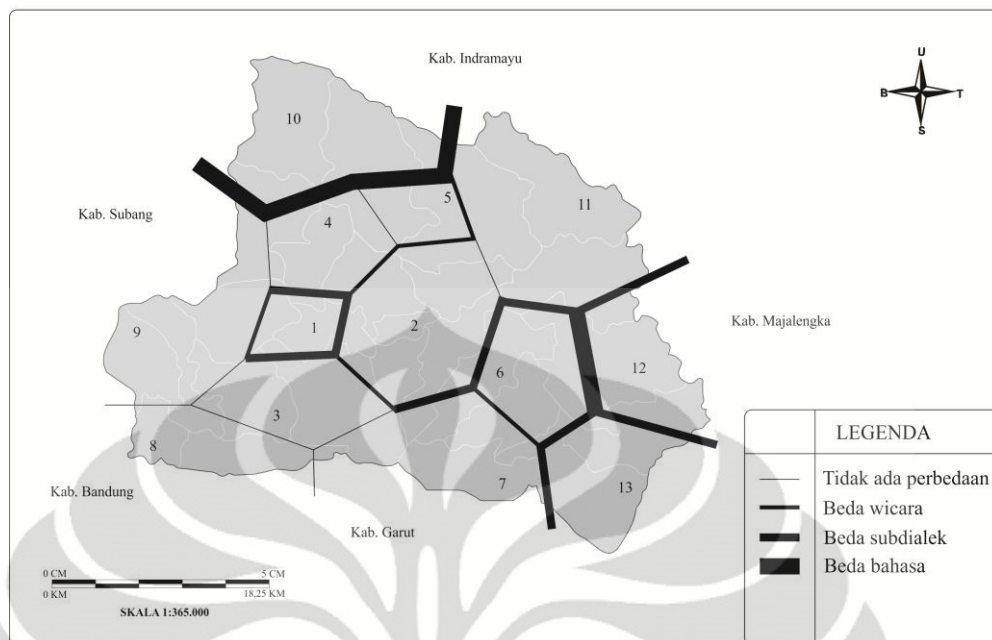 Kab. Indramayu
U
B
T
S
10
11
5
4
Kab. Subang
1
2
9
Kab. Majalengka
12
6
3
8
7
13
Kab. Bandung
Kab. Garut
LEGENDA
Tidak ada perbedaan
Beda wicara
Beda subdialek
Beda bahasa
0 CM 5 CM
0 KM 18,25 KM
SKALA 1:365.000